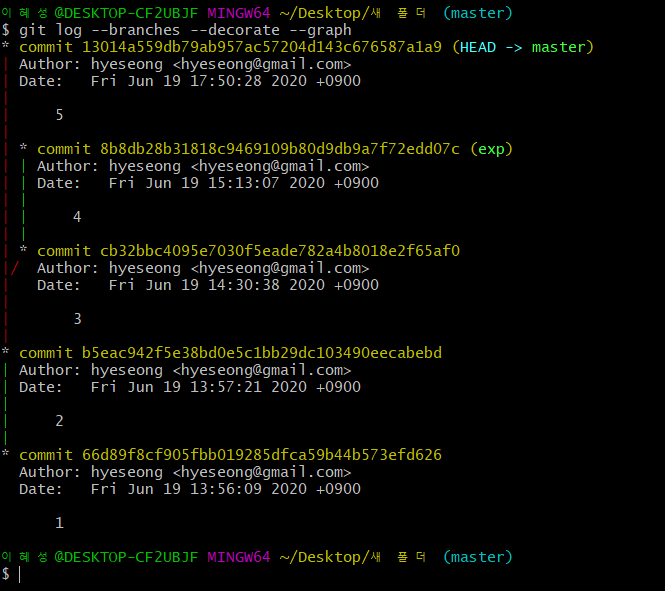 이혜성@DESKTOP-CF2UBJF MINGW64 ~/Desktop/새 폴더 (master)
$ git log --branches --decorate --graph
* commit 13014a559db79ab957ac57204d143c676587a1a9 (HEAD -> master)
| Author: hyeseong <hyeseong@gmail.com>
| Date:   Fri Jun 19 17:50:28 2020 +0900
|
|     5
|
| * commit 8b8db28b31818c9469109b80d9db9a7f72edd07c (exp)
| | Author: hyeseong <hyeseong@gmail.com>
| | Date:   Fri Jun 19 15:13:07 2020 +0900
| |
| |     4
| |
| * commit cb32bbc4095e7030f5eade782a4b8018e2f65af0
|/  Author: hyeseong <hyeseong@gmail.com>
|   Date:   Fri Jun 19 14:30:38 2020 +0900
|
|       3
|
* commit b5eac942f5e38bd0e5c1bb29dc103490eecabebd
| Author: hyeseong <hyeseong@gmail.com>
| Date:   Fri Jun 19 13:57:21 2020 +0900
|
|     2
|
* commit 66d89f8cf905fbb019285dfca59b44b573efd626
  Author: hyeseong <hyeseong@gmail.com>
  Date:   Fri Jun 19 13:56:09 2020 +0900

      1

이혜성@DESKTOP-CF2UBJF MINGW64 ~/Desktop/새 폴더 (master)
$